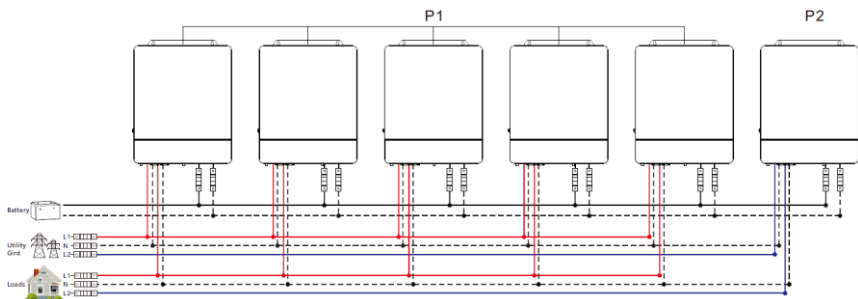 P1
P2
Battery
L1
Utility
N
Gird
L2
L1
Loads
N
L2